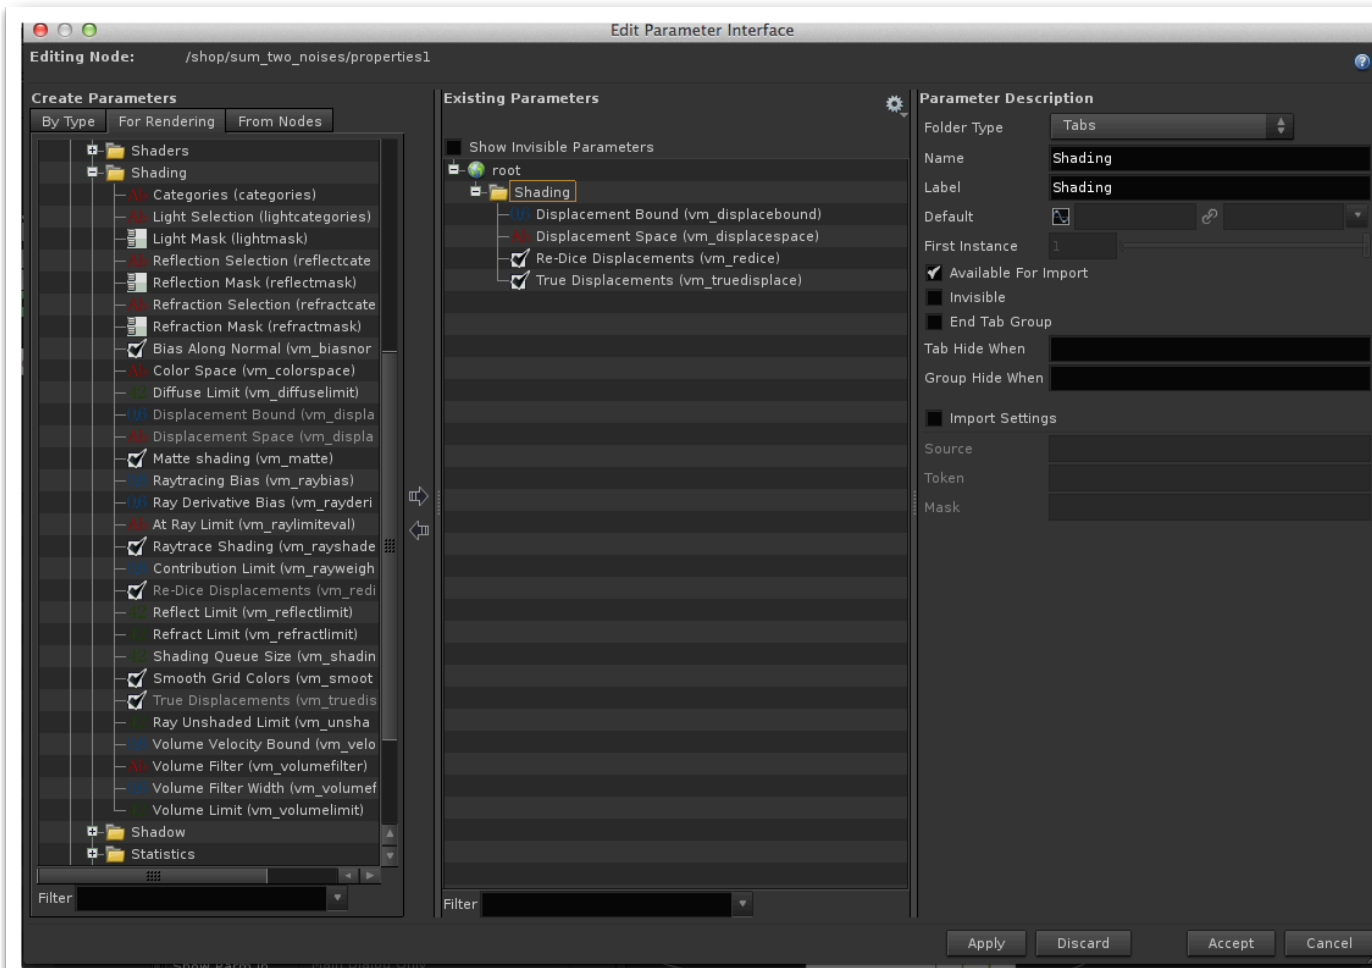 Edit Parameter Interface
Editing Node: /shop/sum_two_noises/properties1
Create Parameters
By Type For Rendering From Nodes
Shaders
Shading
Categories (categories)
Light Selection (lightcategories)
Light Mask (lightmask)
Reflection Selection (reflectcate
Reflection Mask (reflectmask)
Refraction Selection (refractcate
Refraction Mask (refractmask)
Bias Along Normal (vm_biasnor
Color Space (vm_colorspace)
Diffuse Limit (vm_diffuselimit)
Displacement Bound (vm_displa
Displacement Space (vm_displa
Matte shading (vm_matte)
Raytracing Bias (vm_raybias)
Ray Derivative Bias (vm_rayderi
At Ray Limit (vm_raylimiteval)
Raytrace Shading (vm_rayshade
Contribution Limit (vm_rayweigh
Re-Dice Displacements (vm_redi
Reflect Limit (vm_reflectlimit)
Refract Limit (vm_refractlimit)
Shading Queue Size (vm_shadin
Smooth Grid Colors (vm_smoot
True Displacements (vm_truedis
Ray Unshaded Limit (vm_unsha
Volume Velocity Bound (vm_velo
Volume Filter (vm_volumefilter)
Volume Filter Width (vm_volumef
Volume Limit (vm_volumelimit)
Shadow
Statistics
Filter
Existing Parameters
Show Invisible Parameters
root
Shading
Displacement Bound (vm_displacebound)
Displacement Space (vm_displacespace)
Re-Dice Displacements (vm_redice)
True Displacements (vm_truedisplace)
Filter
Parameter Description
Folder Type Tabs
Name Shading
Label Shading
Default
First Instance 1
Available For Import
Invisible
End Tab Group
Tab Hide When
Group Hide When
Import Settings
Source
Token
Mask
Apply Discard Accept Cancel
Show Parm in Main Dialog Only